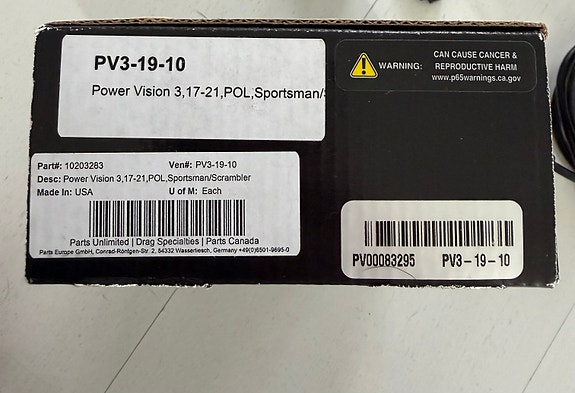 PV3-19-10
Power Vision 3,17-21,POL,Sportsman/
WARNING:
CAN CAUSE CANCER &
REPRODUCTIVE HARM
www.p65warnings.ca.gov
Part#: 10203283 Ven#: PV3-19-10
Desc: Power Vision 3,17-21,POL,Sportsman/Scrambler
Made In: USA U of M: Each
Parts Unlimited | Drag Specialties | Parts Canada
Parts Europe GmbH, Conrad-Röntgen-Str. 2, 54332 Wasserliesch, Germany +49(0)6501-9695-0
PV00083295 PV3-19-10